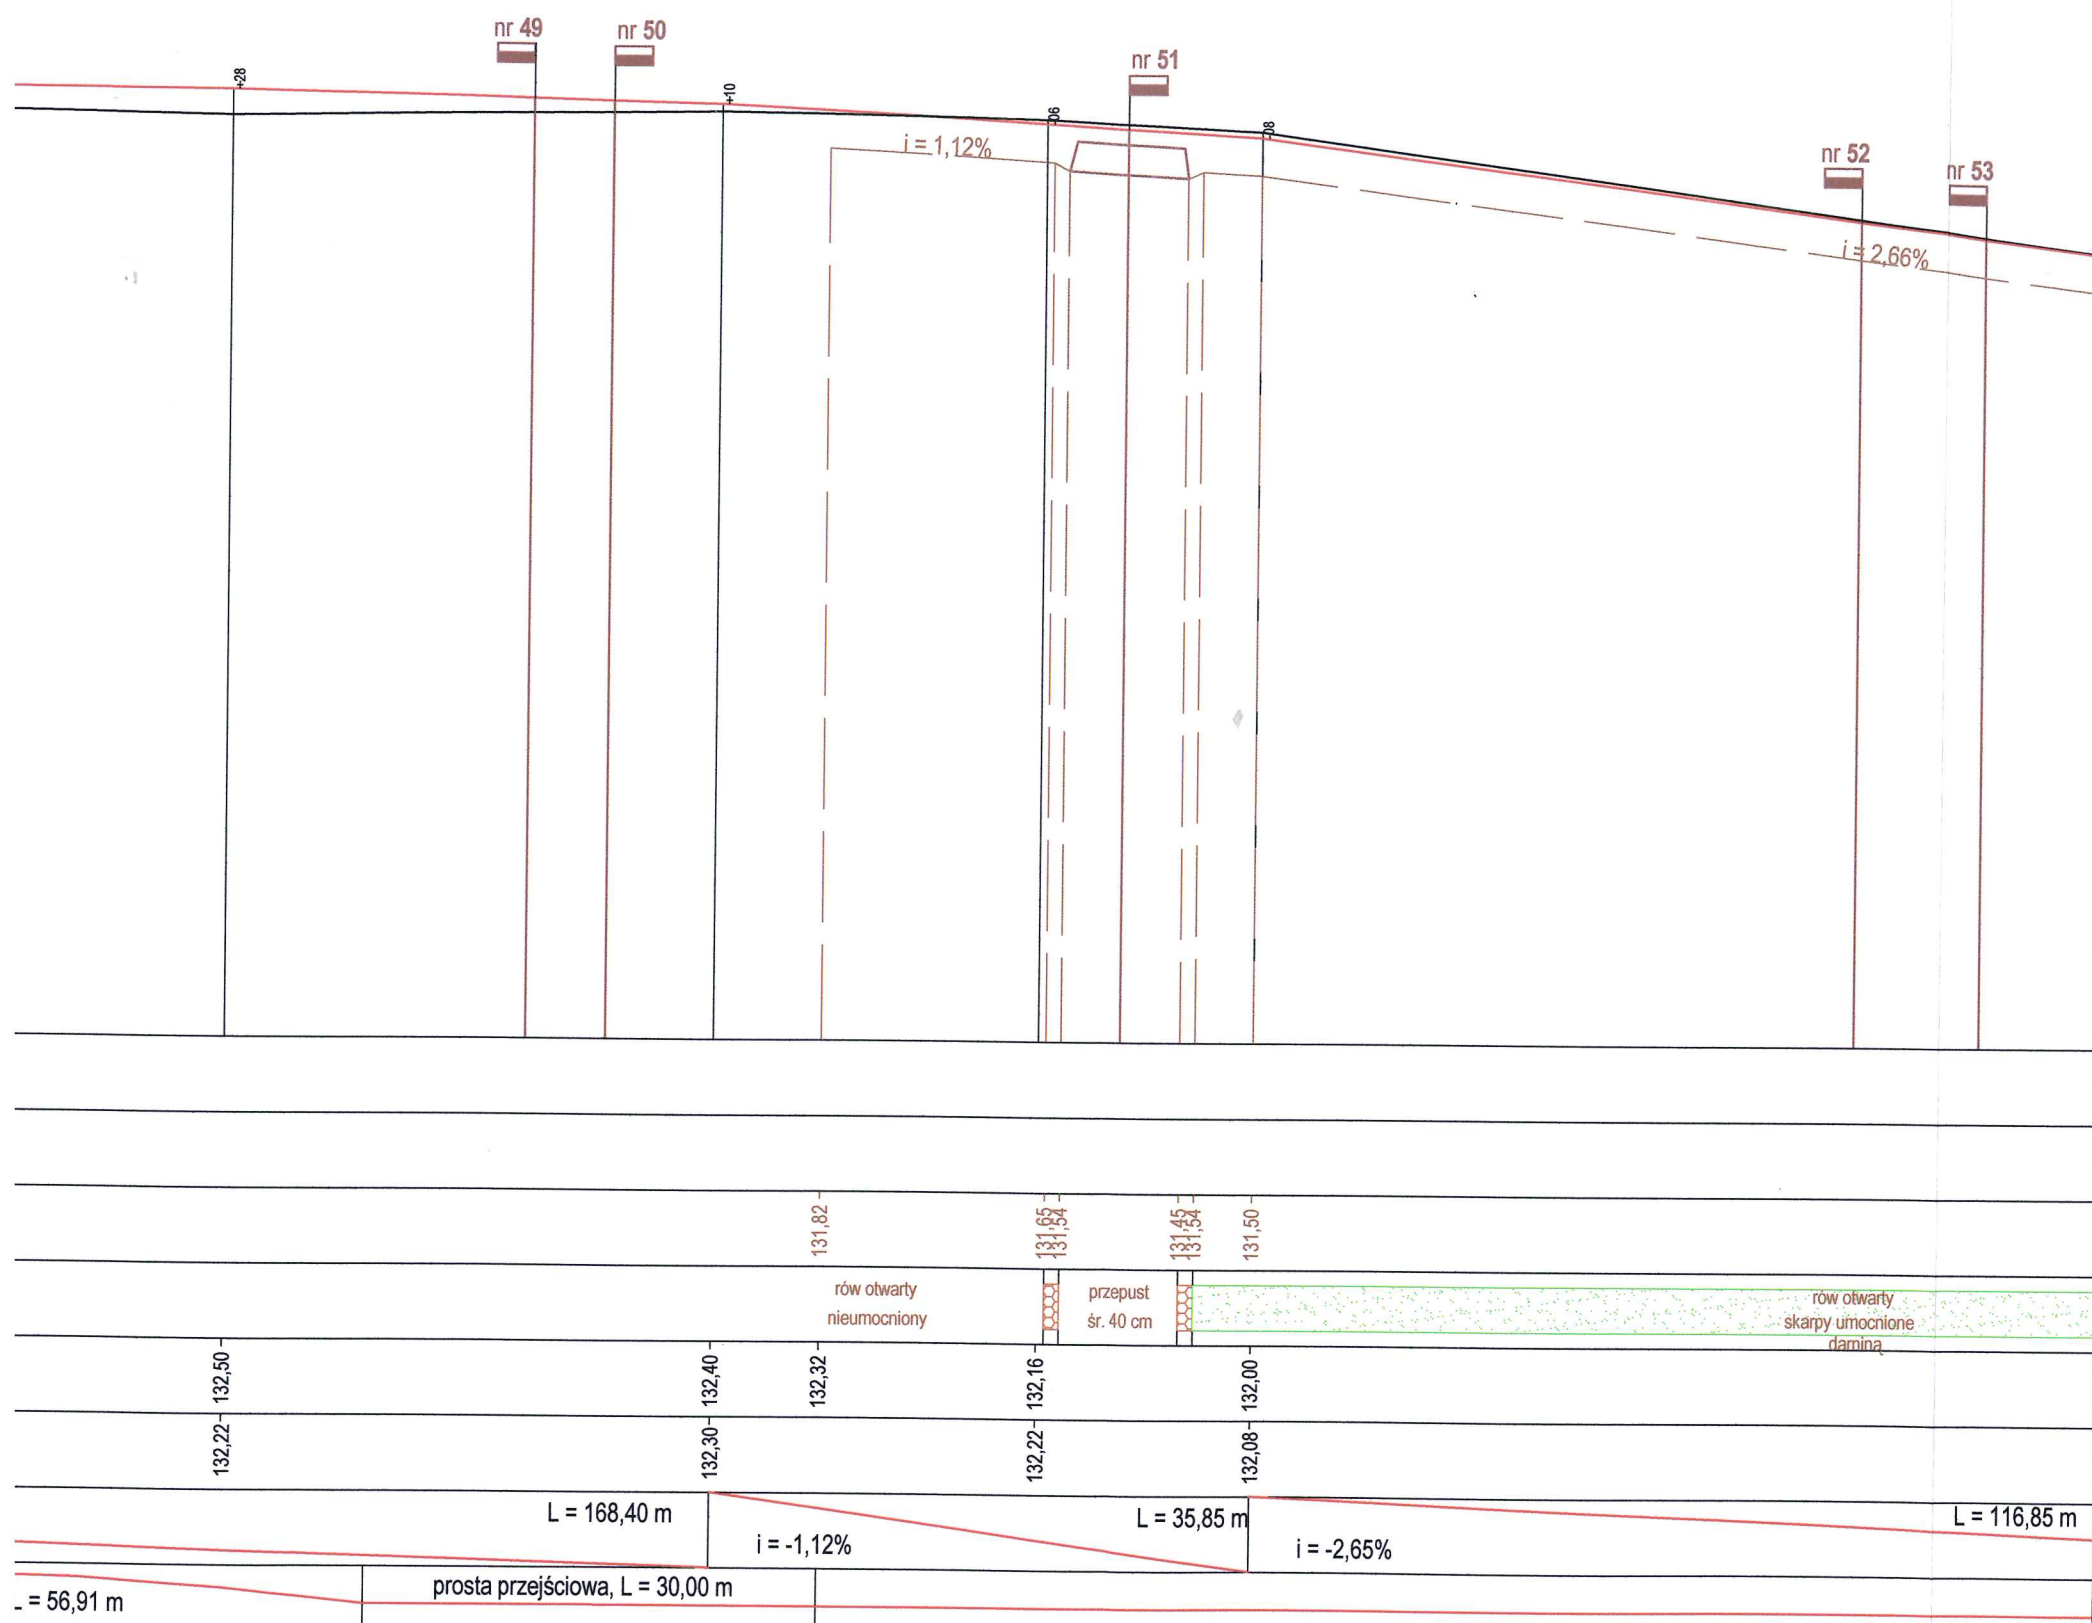 nr 49
nr 50
nr 51
nr 52
nr 53
+28
+10
-06
-08
i = 1,12%
i = 2,66%
131,82
131,65
131,54
131,45
131,54
131,50
rów otwarty
nieumocniony
przepust
śr. 40 cm
rów otwarty
skarpy umocnione
darniną
132,50
132,40
132,32
132,16
132,00
132,22
132,30
132,22
132,08
L = 168,40 m
L = 35,85 m
L = 116,85 m
i = -1,12%
i = -2,65%
prosta przejściowa, L = 30,00 m
= 56,91 m